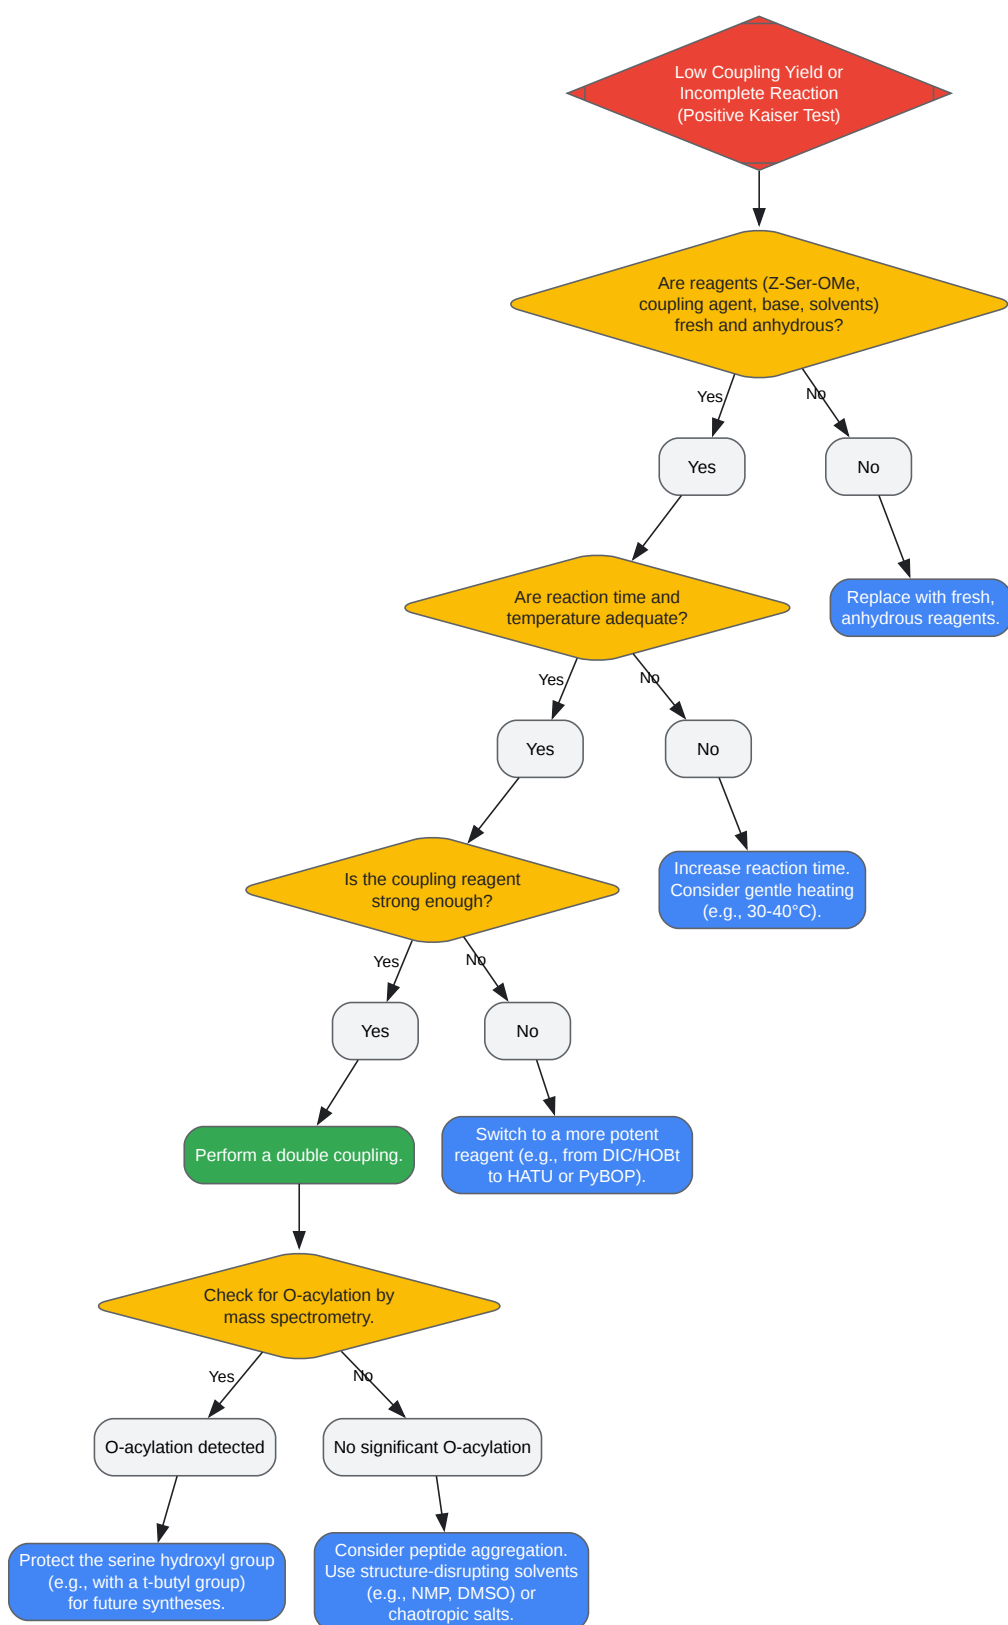 Low Coupling Yield or
Incomplete Reaction
(Positive Kaiser Test)
Are reagents (Z-Ser-OMe,
coupling agent, base, solvents)
fresh and anhydrous?
Yes
No
Yes
No
Are reaction time and
temperature adequate?
Replace with fresh,
anhydrous reagents.
Yes
No
Yes
No
Is the coupling reagent
strong enough?
Increase reaction time.
Consider gentle heating
(e.g., 30-40°C).
Yes
No
Yes
No
Perform a double coupling.
Switch to a more potent
reagent (e.g., from DIC/HOBt
to HATU or PyBOP).
Check for O-acylation by
mass spectrometry.
Yes
No
O-acylation detected
No significant O-acylation
Protect the serine hydroxyl group
(e.g., with a t-butyl group)
for future syntheses.
Consider peptide aggregation.
Use structure-disrupting solvents
(e.g., NMP, DMSO) or
chaotropic salts.